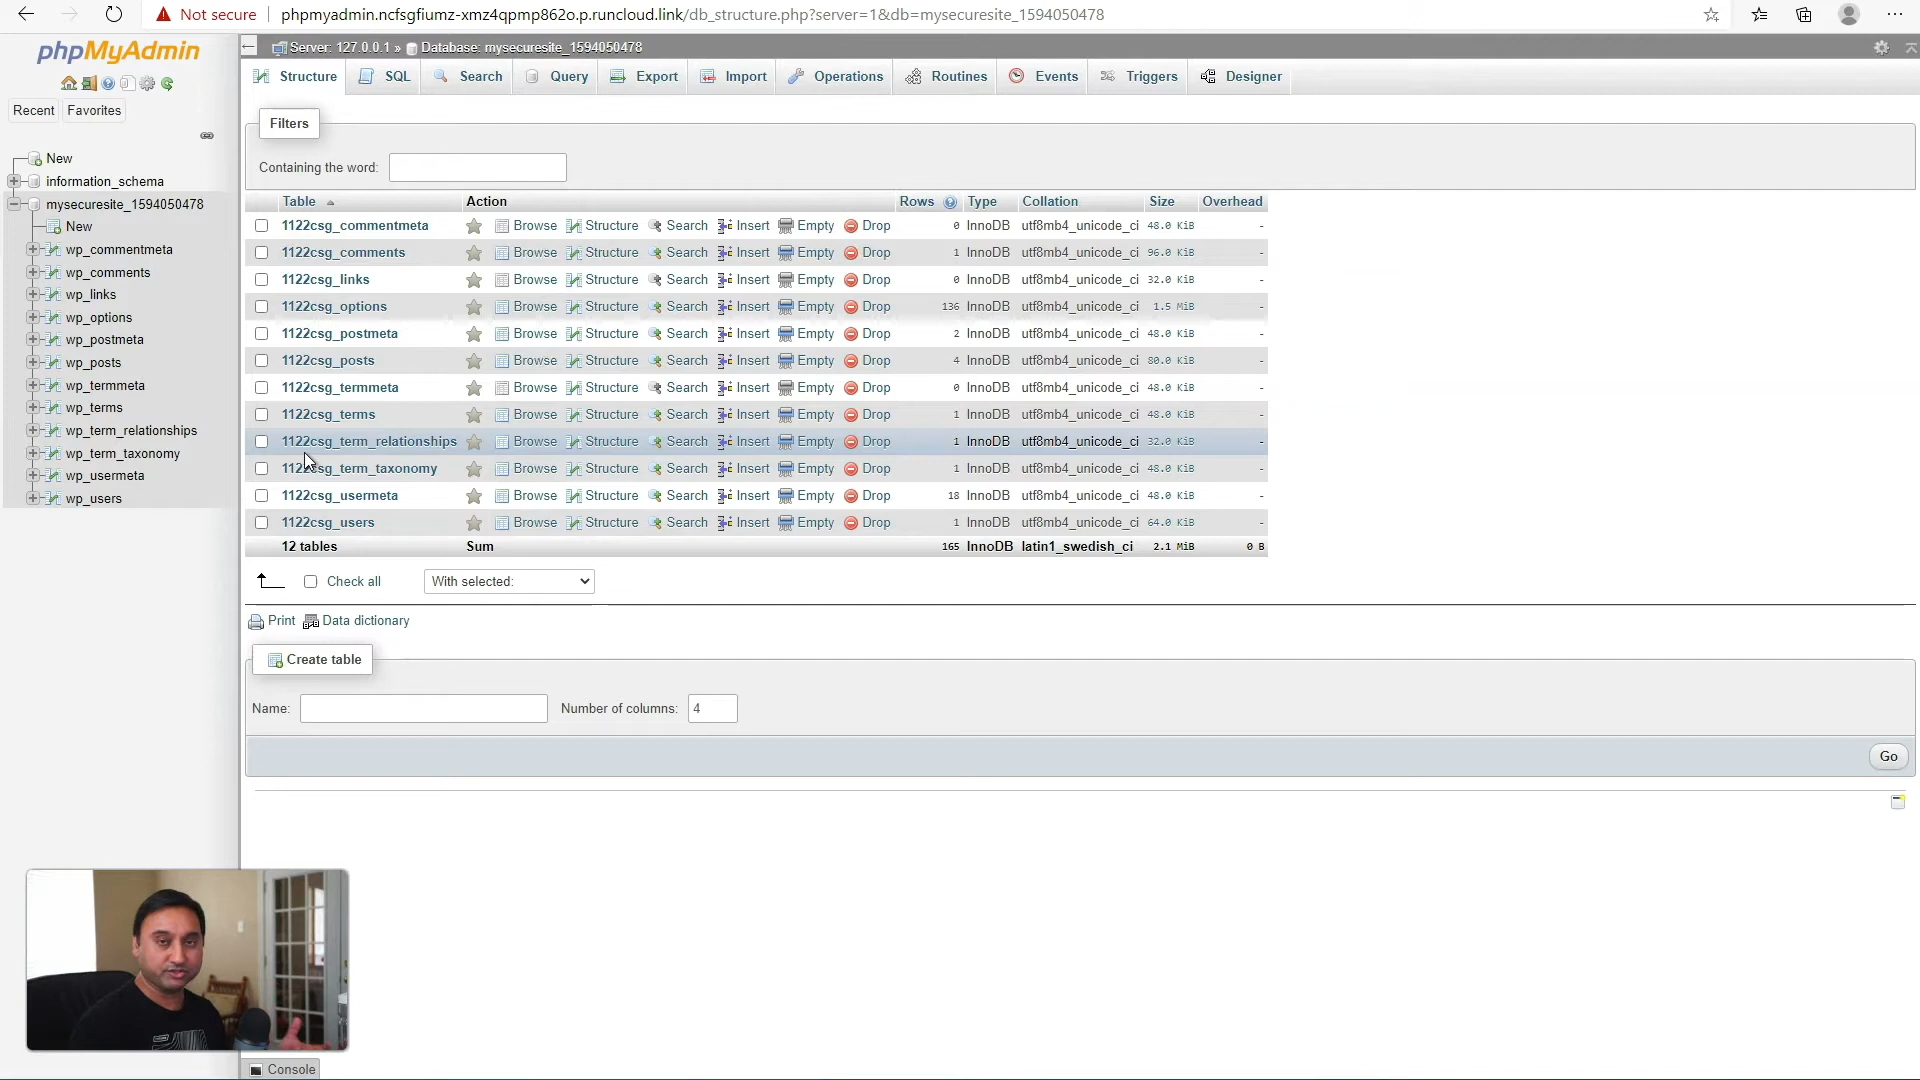 Not secure phpmyadmin.ncfsgfiumz-xmz4qpmp862o.p.runcloud.link/db_structure.php?server=1&db=mysecuresite_1594050478
phpMyAdmin
Recent Favorites
New
information_schema
mysecuresite_1594050478
New
wp_commentmeta
wp_comments
wp_links
wp_options
wp_postmeta
wp_posts
wp_termmeta
wp_terms
wp_term_relationships
wp_term_taxonomy
wp_usermeta
wp_users
Server: 127.0.0.1 » Database: mysecuresite_1594050478
Structure SQL Search Query Export Import Operations Routines Events Triggers Designer
Filters
Containing the word:
Table Action Rows Type Collation Size Overhead
1122csg_commentmeta Browse Structure Search Insert Empty Drop 0 InnoDB utf8mb4_unicode_ci 48.0 KiB -
1122csg_comments Browse Structure Search Insert Empty Drop 1 InnoDB utf8mb4_unicode_ci 96.0 KiB -
1122csg_links Browse Structure Search Insert Empty Drop 0 InnoDB utf8mb4_unicode_ci 32.0 KiB -
1122csg_options Browse Structure Search Insert Empty Drop 136 InnoDB utf8mb4_unicode_ci 1.5 MiB -
1122csg_postmeta Browse Structure Search Insert Empty Drop 2 InnoDB utf8mb4_unicode_ci 48.0 KiB -
1122csg_posts Browse Structure Search Insert Empty Drop 4 InnoDB utf8mb4_unicode_ci 80.0 KiB -
1122csg_termmeta Browse Structure Search Insert Empty Drop 0 InnoDB utf8mb4_unicode_ci 48.0 KiB -
1122csg_terms Browse Structure Search Insert Empty Drop 1 InnoDB utf8mb4_unicode_ci 48.0 KiB -
1122csg_term_relationships Browse Structure Search Insert Empty Drop 1 InnoDB utf8mb4_unicode_ci 32.0 KiB -
1122csg_term_taxonomy Browse Structure Search Insert Empty Drop 1 InnoDB utf8mb4_unicode_ci 48.0 KiB -
1122csg_usermeta Browse Structure Search Insert Empty Drop 18 InnoDB utf8mb4_unicode_ci 48.0 KiB -
1122csg_users Browse Structure Search Insert Empty Drop 1 InnoDB utf8mb4_unicode_ci 64.0 KiB -
12 tables Sum 165 InnoDB latin1_swedish_ci 2.1 MiB 0 B
Check all With selected:
Print Data dictionary
Create table
Name: Number of columns: 4
Go
Console